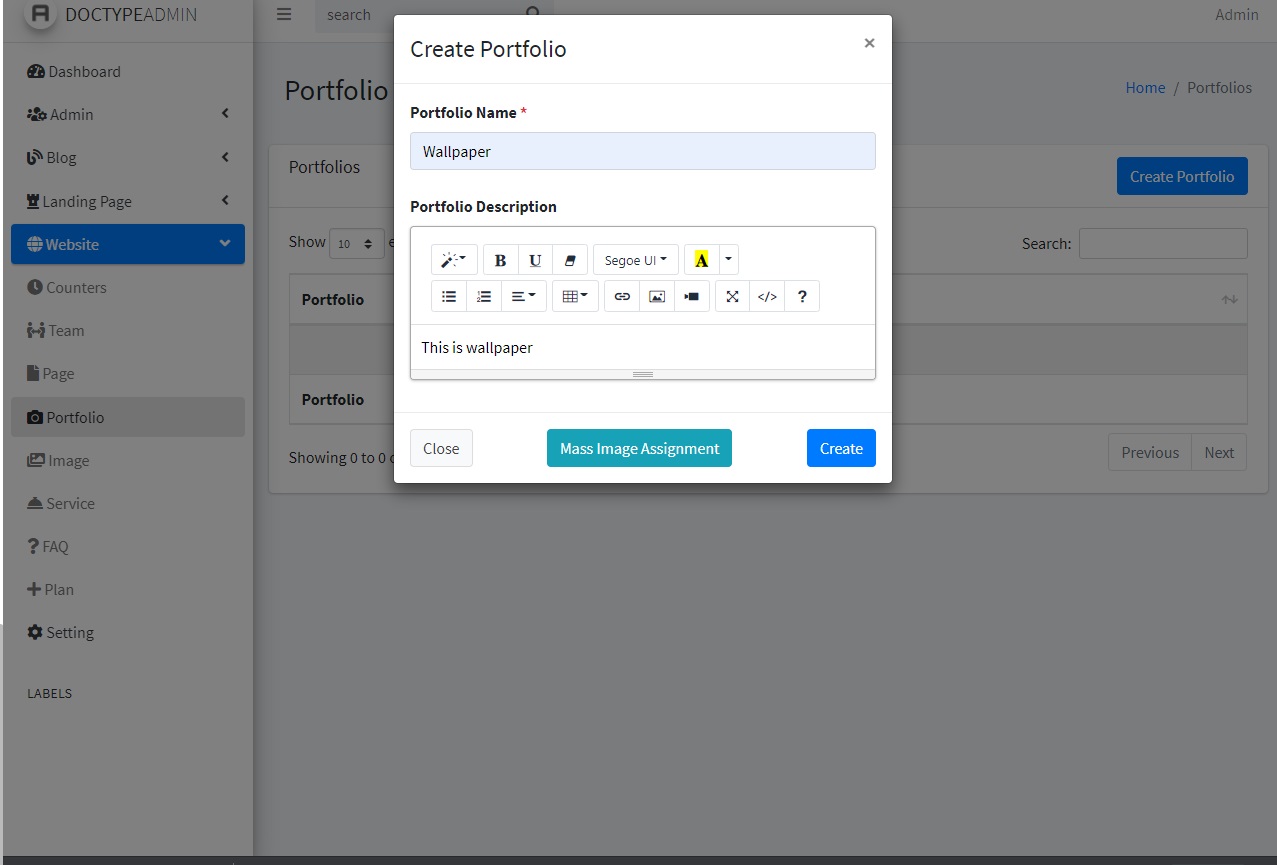 DOCTYPEADMIN
search
Admin
Dashboard
Admin
Blog
Landing Page
Website
Counters
Team
Page
Portfolio
Image
Service
FAQ
Plan
Setting
LABELS
Portfolio
Home / Portfolios
Portfolios
Create Portfolio
Show 10 e
Search:
Portfolio
Portfolio
Showing 0 to 0 o
Previous Next
Create Portfolio ×
Portfolio Name *
Wallpaper
Portfolio Description
B U Segoe UI A
</> ?
This is wallpaper
Close Mass Image Assignment Create